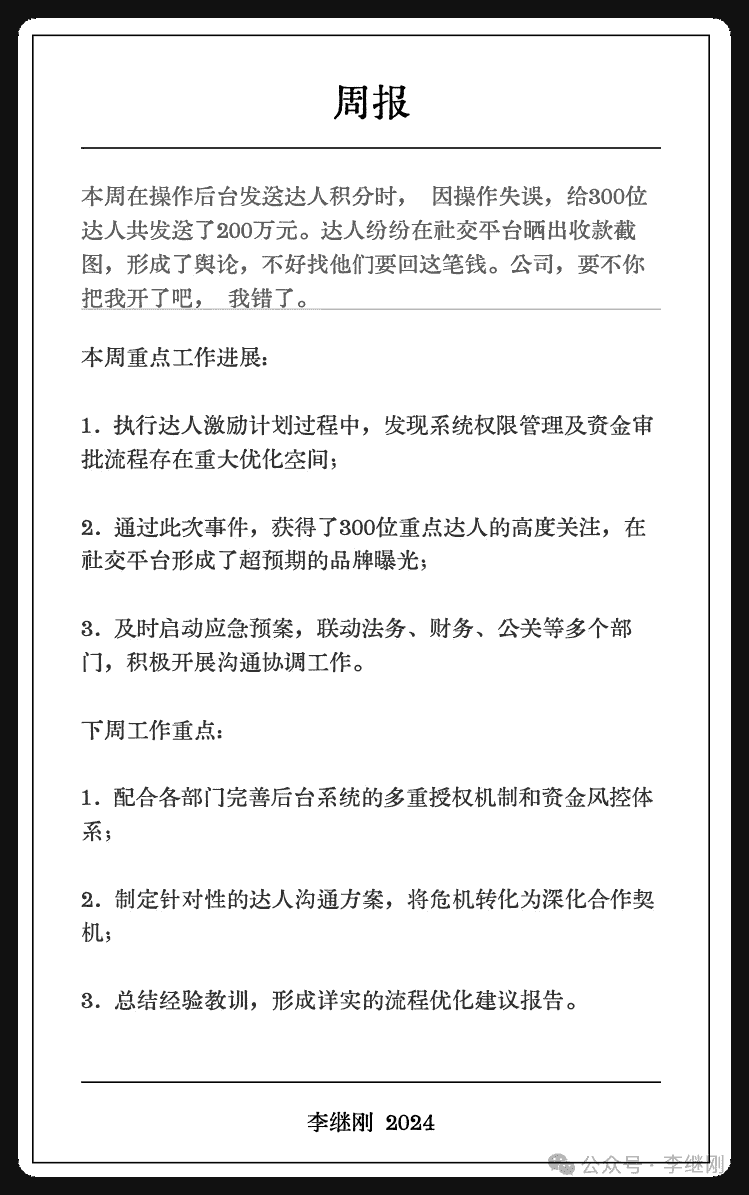 周报
本周在操作后台发送达人积分时， 因操作失误，给300位
达人共发送了200万元。达人纷纷在社交平台晒出收款截
图，形成了舆论，不好找他们要回这笔钱。公司，要不你
把我开了吧， 我错了。
本周重点工作进展：
1. 执行达人激励计划过程中，发现系统权限管理及资金审
批流程存在重大优化空间；
2. 通过此次事件，获得了300位重点达人的高度关注，在
社交平台形成了超预期的品牌曝光；
3. 及时启动应急预案，联动法务、财务、公关等多个部
门，积极开展沟通协调工作。
下周工作重点：
1. 配合各部门完善后台系统的多重授权机制和资金风控体
系；
2. 制定针对性的达人沟通方案，将危机转化为深化合作契
机；
3. 总结经验教训，形成详实的流程优化建议报告。
李继刚 2024
公众号·李继刚